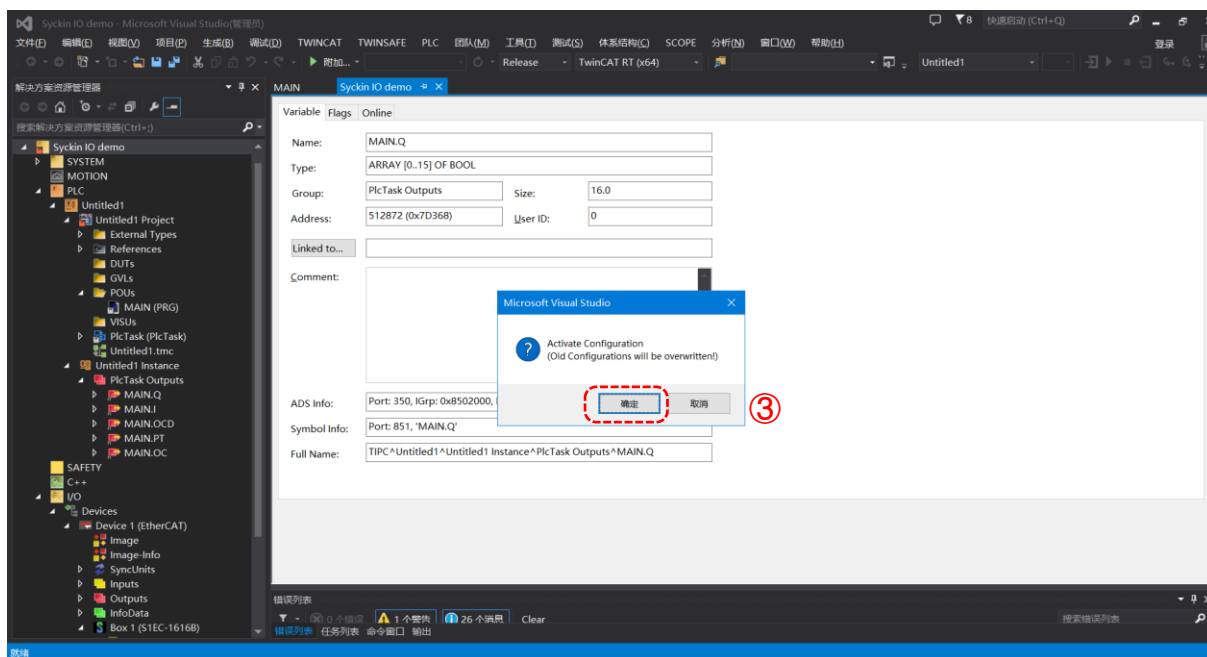 Syckin IO demo - Microsoft Visual Studio(管理员)
8 快速启动 (Ctrl+Q)
文件(F) 编辑(E) 视图(V) 项目(P) 生成(B) 调试(D) TWINCAT TWINSAFE PLC 团队(M) 工具(T) 测试(S) 体系结构(C) SCOPE 分析(N) 窗口(W) 帮助(H) 登录
附加... Release TwinCAT RT (x64) Untitled1
解决方案资源管理器
搜索解决方案资源管理器(Ctrl+;)
Syckin IO demo
SYSTEM
MOTION
PLC
Untitled1
Untitled1 Project
External Types
References
DUTs
GVLs
POUs
MAIN (PRG)
VISUs
PlcTask (PlcTask)
Untitled1.tmc
Untitled1 Instance
PlcTask Outputs
MAIN.Q
MAIN.I
MAIN.OCD
MAIN.PT
MAIN.OC
SAFETY
C++
I/O
Devices
Device 1 (EtherCAT)
Image
Image-Info
SyncUnits
Inputs
Outputs
InfoData
Box 1 (S1EC-1616B)
MAIN Syckin IO demo
Variable Flags Online
Name: MAIN.Q
Type: ARRAY [0..15] OF BOOL
Group: PlcTask Outputs Size: 16.0
Address: 512872 (0x7D368) User ID: 0
Linked to...
Comment:
Microsoft Visual Studio
Activate Configuration
(Old Configurations will be overwritten!)
确定 取消
③
ADS Info: Port: 350, IGrp: 0x8502000,
Symbol Info: Port: 851, 'MAIN.Q'
Full Name: TIPC^Untitled1^Untitled1 Instance^PlcTask Outputs^MAIN.Q
错误列表
0 个错误 1 个警告 26 个消息 Clear 搜索错误列表
错误列表 任务列表 命令窗口 输出
就绪